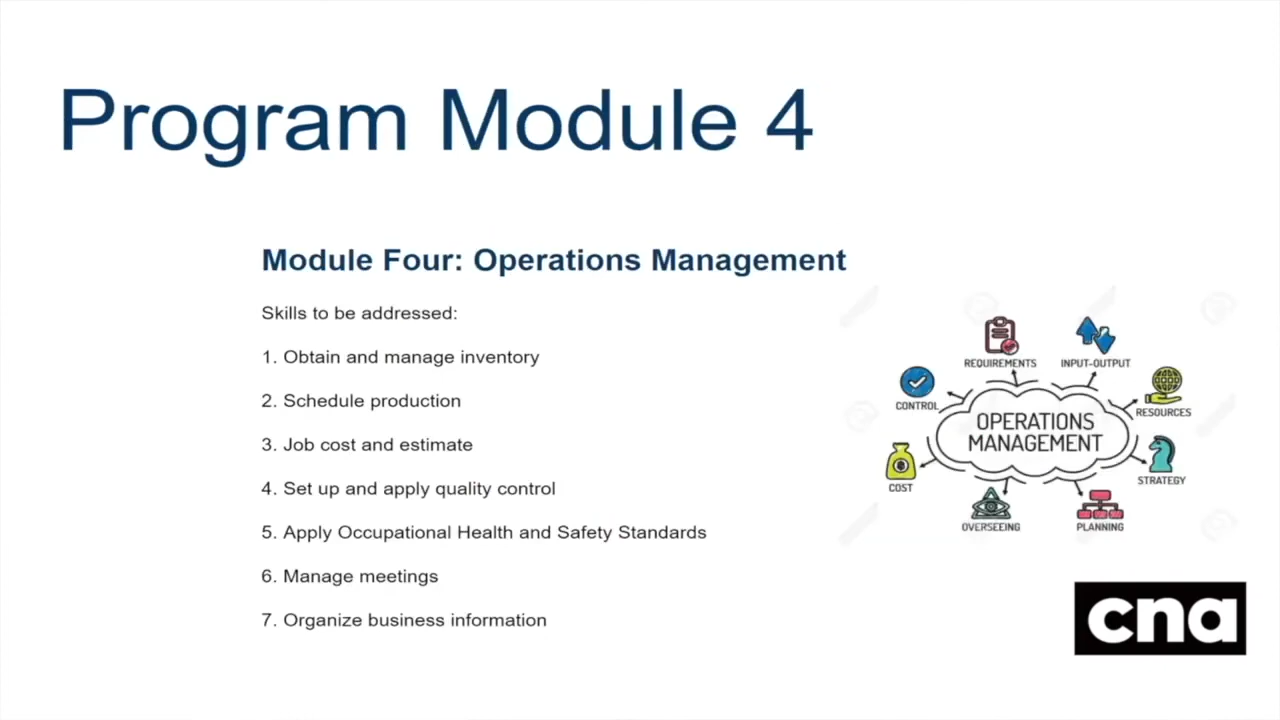 Program Module 4
Module Four: Operations Management
Skills to be addressed:
1. Obtain and manage inventory
2. Schedule production
3. Job cost and estimate
4. Set up and apply quality control
5. Apply Occupational Health and Safety Standards
6. Manage meetings
7. Organize business information
REQUIREMENTS
INPUT-OUTPUT
CONTROL
RESOURCES
OPERATIONS
MANAGEMENT
COST
STRATEGY
OVERSEEING
PLANNING
cna